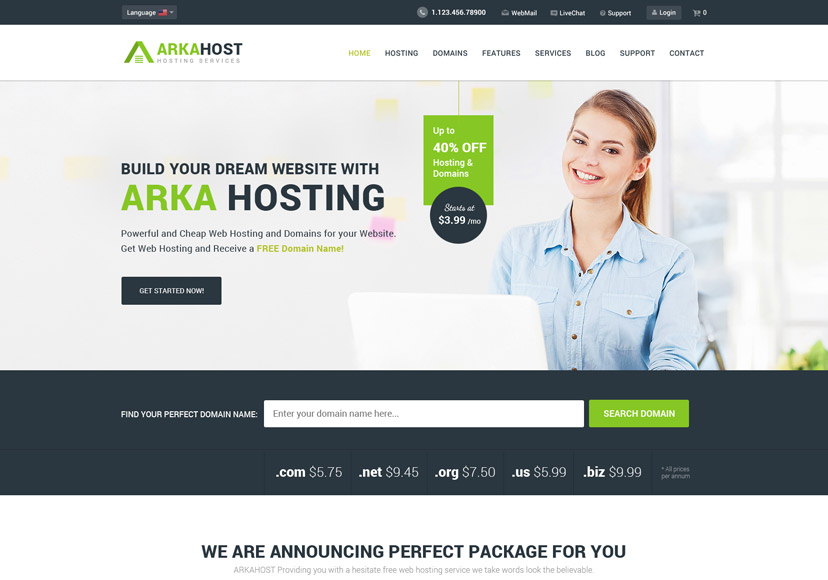 Language
1.123.456.78900
WebMail
LiveChat
Support
Login
0
ARKAHOST
HOSTING SERVICES
HOME
HOSTING
DOMAINS
FEATURES
SERVICES
BLOG
SUPPORT
CONTACT
Up to
40% OFF
Hosting &
Domains
Starts at
$3.99 /mo
BUILD YOUR DREAM WEBSITE WITH
ARKA HOSTING
Powerful and Cheap Web Hosting and Domains for your Website.
Get Web Hosting and Receive a FREE Domain Name!
GET STARTED NOW!
FIND YOUR PERFECT DOMAIN NAME:
Enter your domain name here...
SEARCH DOMAIN
.com $5.75
.net $9.45
.org $7.50
.us $5.99
.biz $9.99
* All prices
per annum
WE ARE ANNOUNCING PERFECT PACKAGE FOR YOU
ARKAHOST Providing you with a hesitate free web hosting service we take words look the believable.